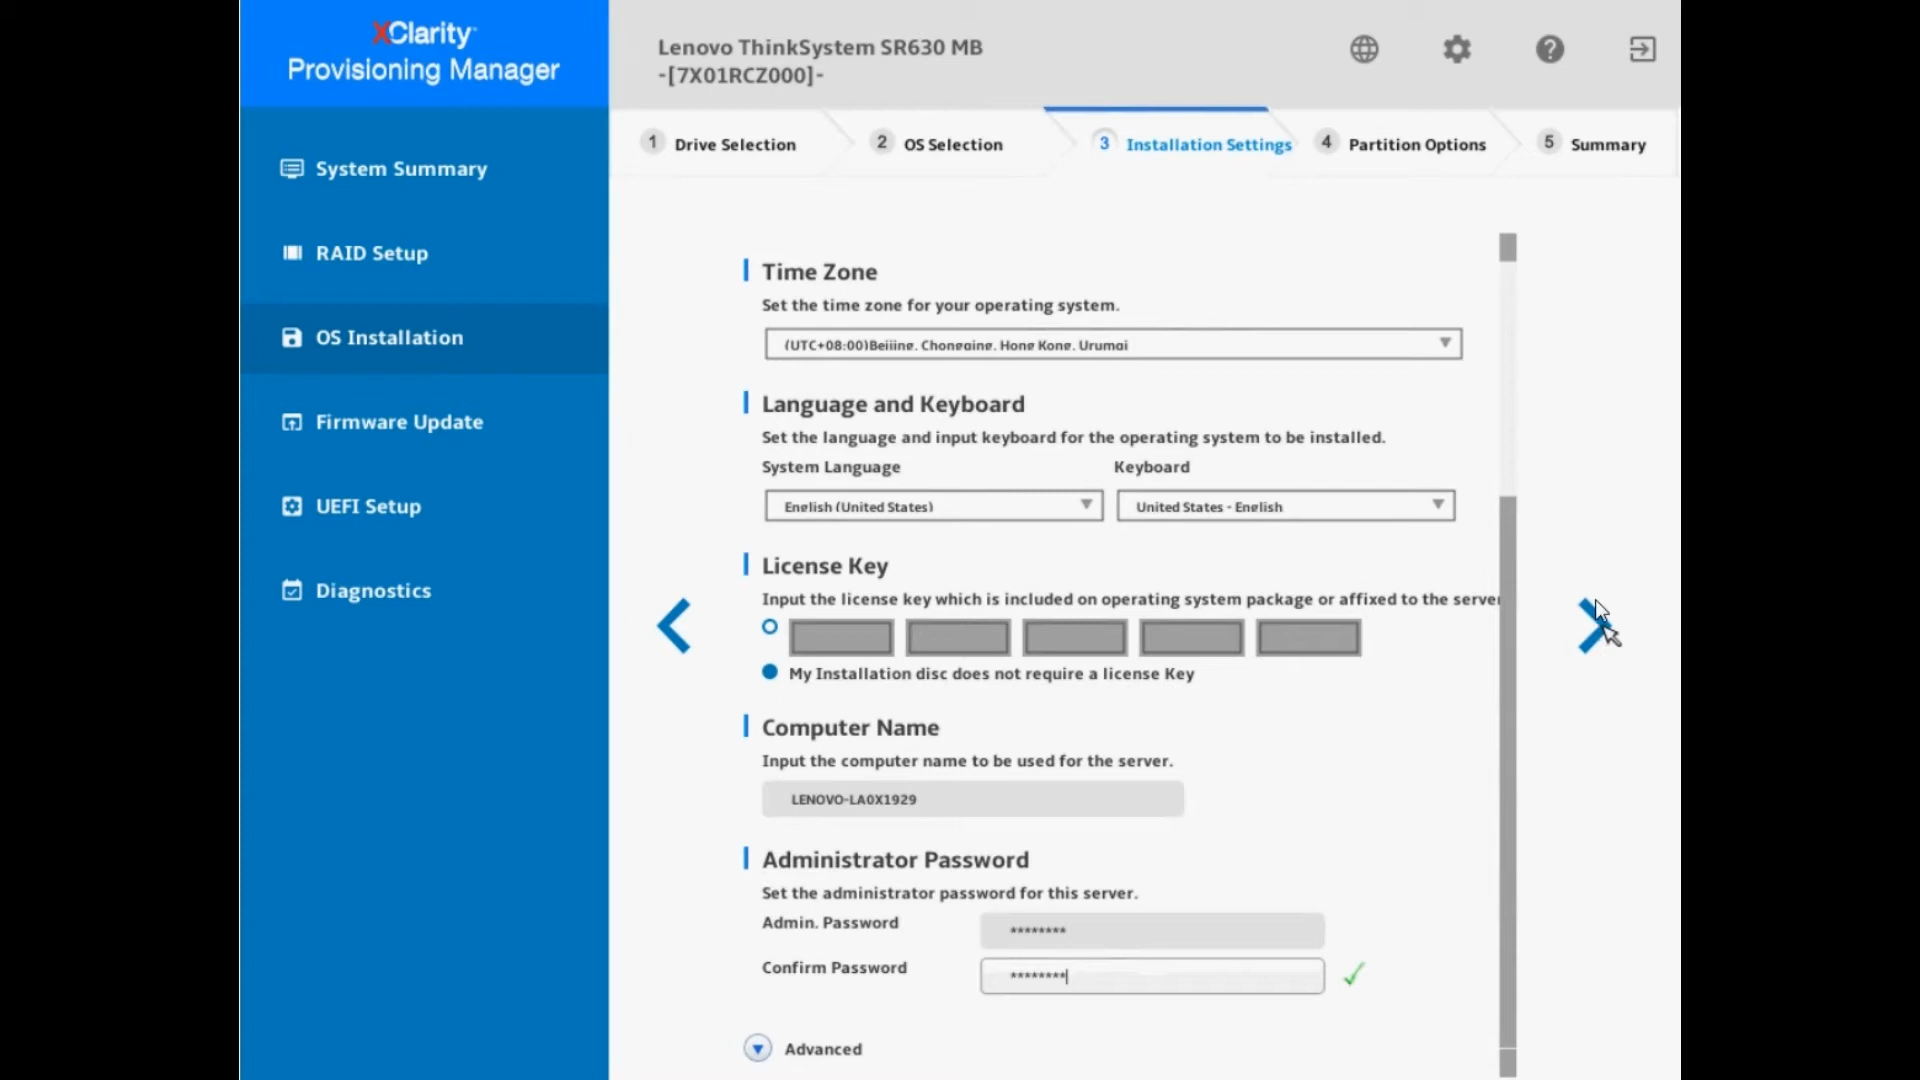 XClarity
Provisioning Manager
Lenovo ThinkSystem SR630 MB
-[7X01RCZ000]-
1 Drive Selection
2 OS Selection
3 Installation Settings
4 Partition Options
5 Summary
System Summary
RAID Setup
OS Installation
Firmware Update
UEFI Setup
Diagnostics
Time Zone
Set the time zone for your operating system.
(UTC+08:00)Beijing, Chongqing, Hong Kong, Urumqi
Language and Keyboard
Set the language and input keyboard for the operating system to be installed.
System Language
Keyboard
English (United States)
United States - English
License Key
Input the license key which is included on operating system package or affixed to the server
My Installation disc does not require a license Key
Computer Name
Input the computer name to be used for the server.
LENOVO-LA0X1929
Administrator Password
Set the administrator password for this server.
Admin. Password
********
Confirm Password
********
Advanced